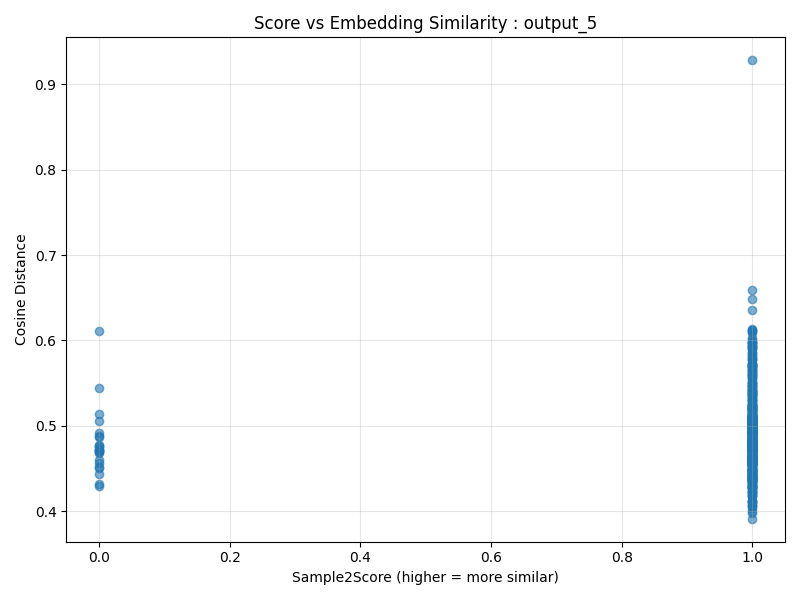 Score vs Embedding Similarity : output_5
Cosine Distance
0.9
0.8
0.7
0.6
0.5
0.4
0.0 0.2 0.4 0.6 0.8 1.0
Sample2Score (higher = more similar)